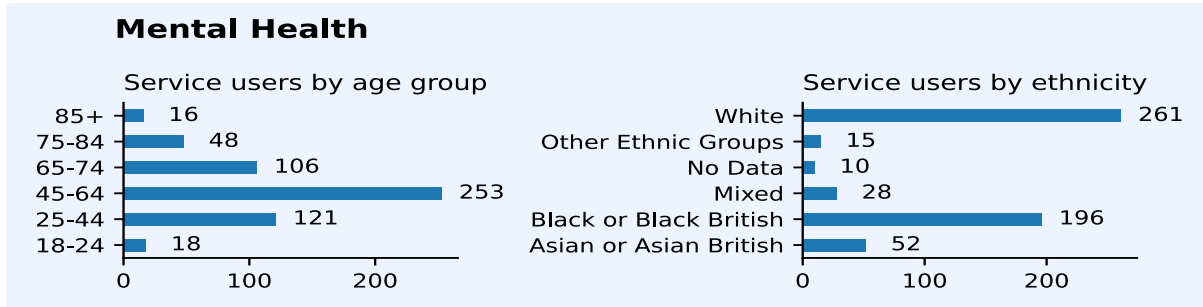 Mental Health
Service users by age group
85+ 16
75-84 48
65-74 106
45-64 253
25-44 121
18-24 18
0 100 200
Service users by ethnicity
White 261
Other Ethnic Groups 15
No Data 10
Mixed 28
Black or Black British 196
Asian or Asian British 52
0 100 200